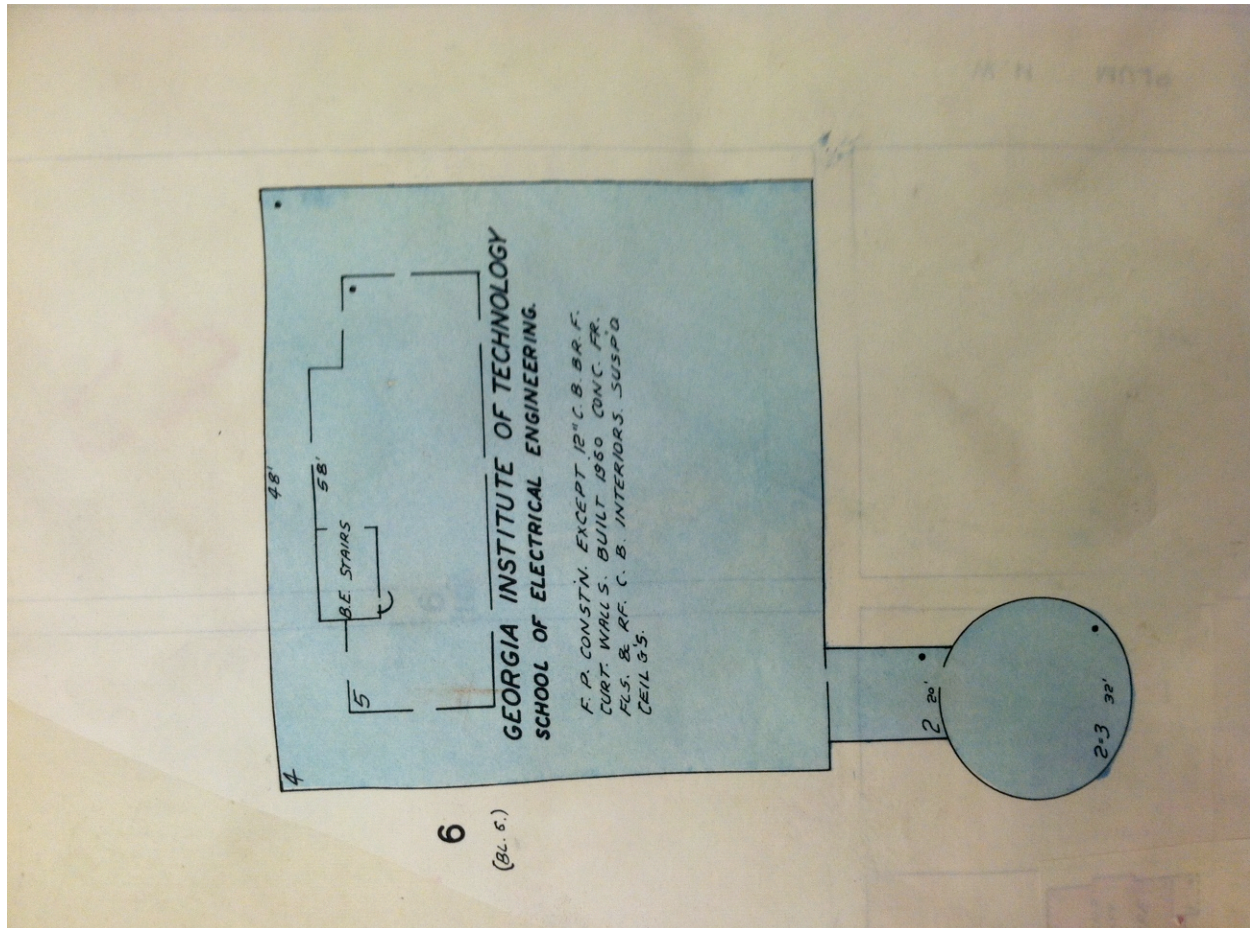 48'
58'
B.E. STAIRS
5
4
GEORGIA INSTITUTE OF TECHNOLOGY
SCHOOL OF ELECTRICAL ENGINEERING.
F. P. CONST'N. EXCEPT 12" C. B. BR. F.
CURT. WALLS. BUILT 1960 CONC. FR.
FLS. & RF. C. B. INTERIORS. SUSP'D
CEIL G'S.
6
(BL. 6.)
2 20'
2=3 32'